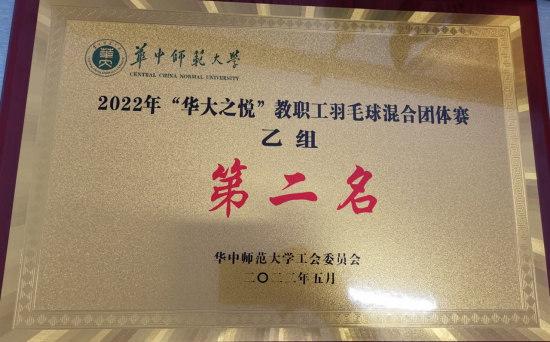 華中師範大学
CENTRAL CHINA NORMAL UNIVERSITY
2022年“华大之悦”教职工羽毛球混合团体赛
乙组
第二名
华中师范大学工会委员会
二〇二二年五月